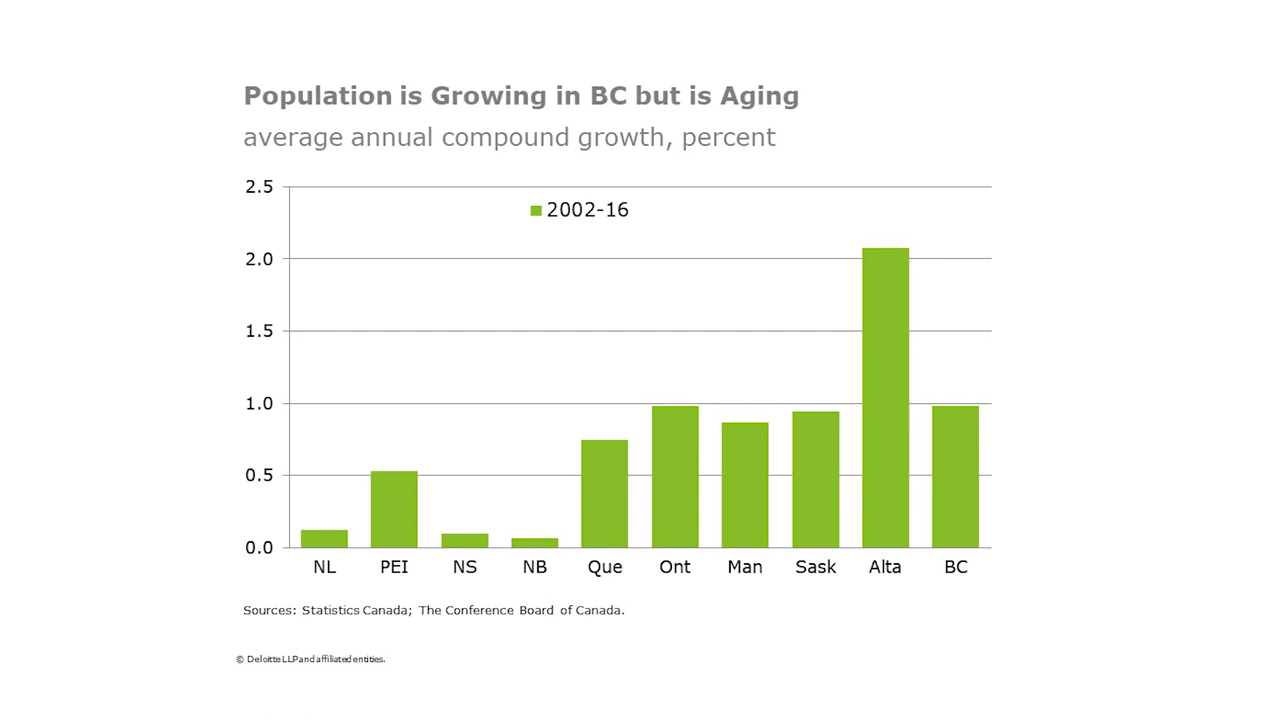 Population is Growing in BC but is Aging
average annual compound growth, percent
2.5
2002-16
2.0
1.5
1.0
0.5
0.0
NL PEI NS NB Que Ont Man Sask Alta BC
Sources: Statistics Canada; The Conference Board of Canada.
© Deloitte LLP and affiliated entities.